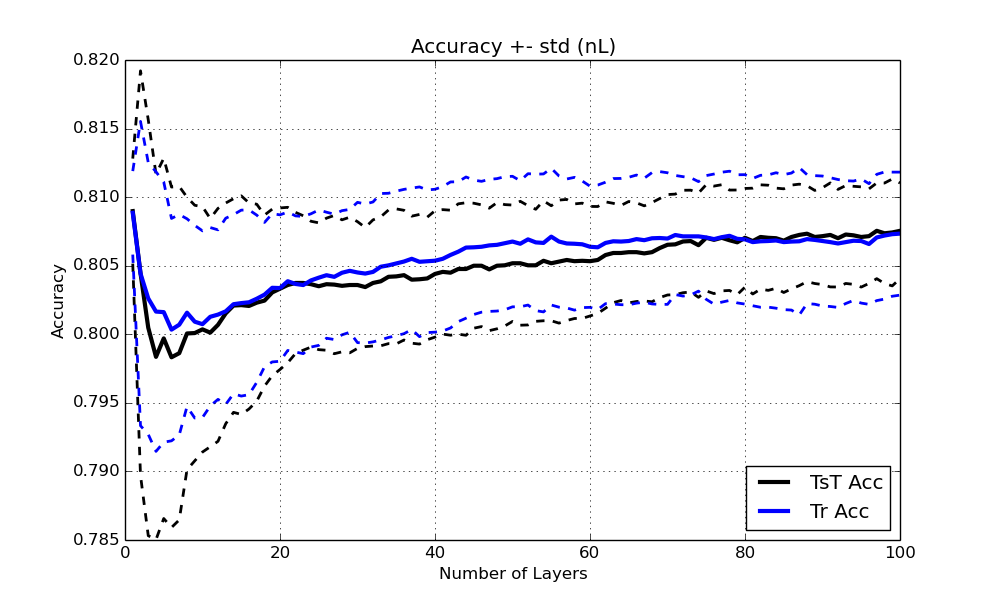 Accuracy +- std (nL)
0.820
0.815
0.810
0.805
0.800
0.795
0.790
0.785
Accuracy
TsT Acc
Tr Acc
0 20 40 60 80 100
Number of Layers